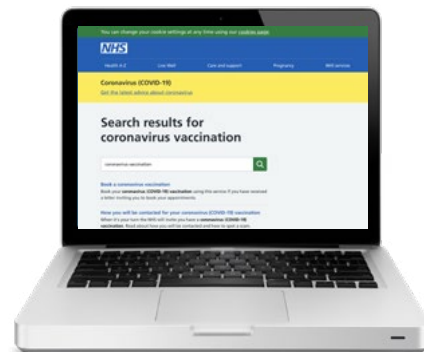 You can change your cookie settings at any time using our cookies page.
NHS
Health A-Z Live Well Care and support Pregnancy NHS services
Coronavirus (COVID-19)
Get the latest advice about coronavirus
Search results for
coronavirus vaccination
coronavirus vaccination
Book a coronavirus vaccination
Book your coronavirus (COVID-19) vaccination using this service if you have received
a letter inviting you to book your appointments.
How you will be contacted for your coronavirus (COVID-19) vaccination
When it's your turn the NHS will invite you have a coronavirus (COVID-19)
vaccination. Read about how you will be contacted and how to spot a scam.